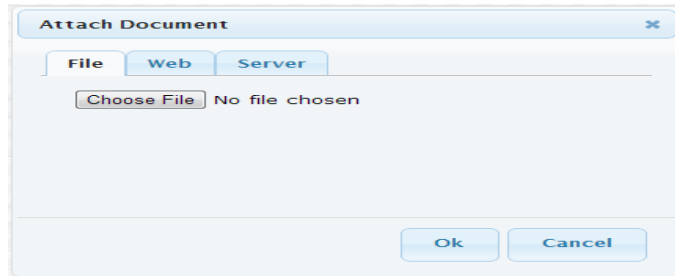 Attach Document
File Web Server
Choose File No file chosen
Ok Cancel